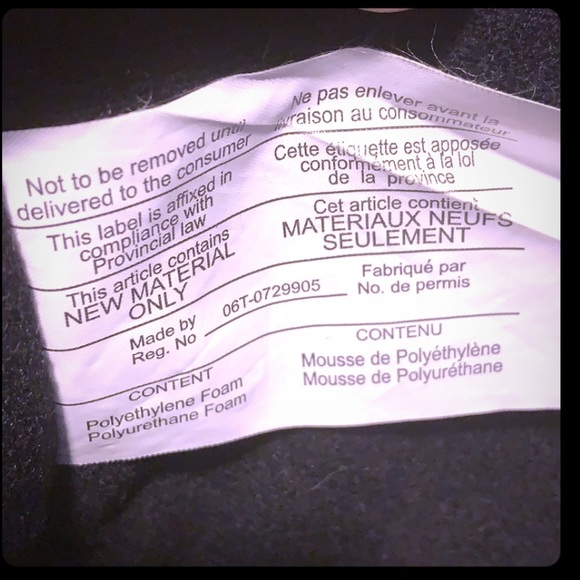 Not to be removed until
delivered to the consumer
This label is affixed in
compliance with
Provincial law
This article contains
NEW MATERIAL
ONLY
Made by
Reg. No
06T-0729905
CONTENT
Polyethylene Foam
Polyurethane Foam
Ne pas enlever avant la
livraison au consommateur
Cette étiquette est apposée
conformément à la loi
de la province
Cet article contient
MATERIAUX NEUFS
SEULEMENT
Fabriqué par
No. de permis
CONTENU
Mousse de Polyéthylène
Mousse de Polyuréthane